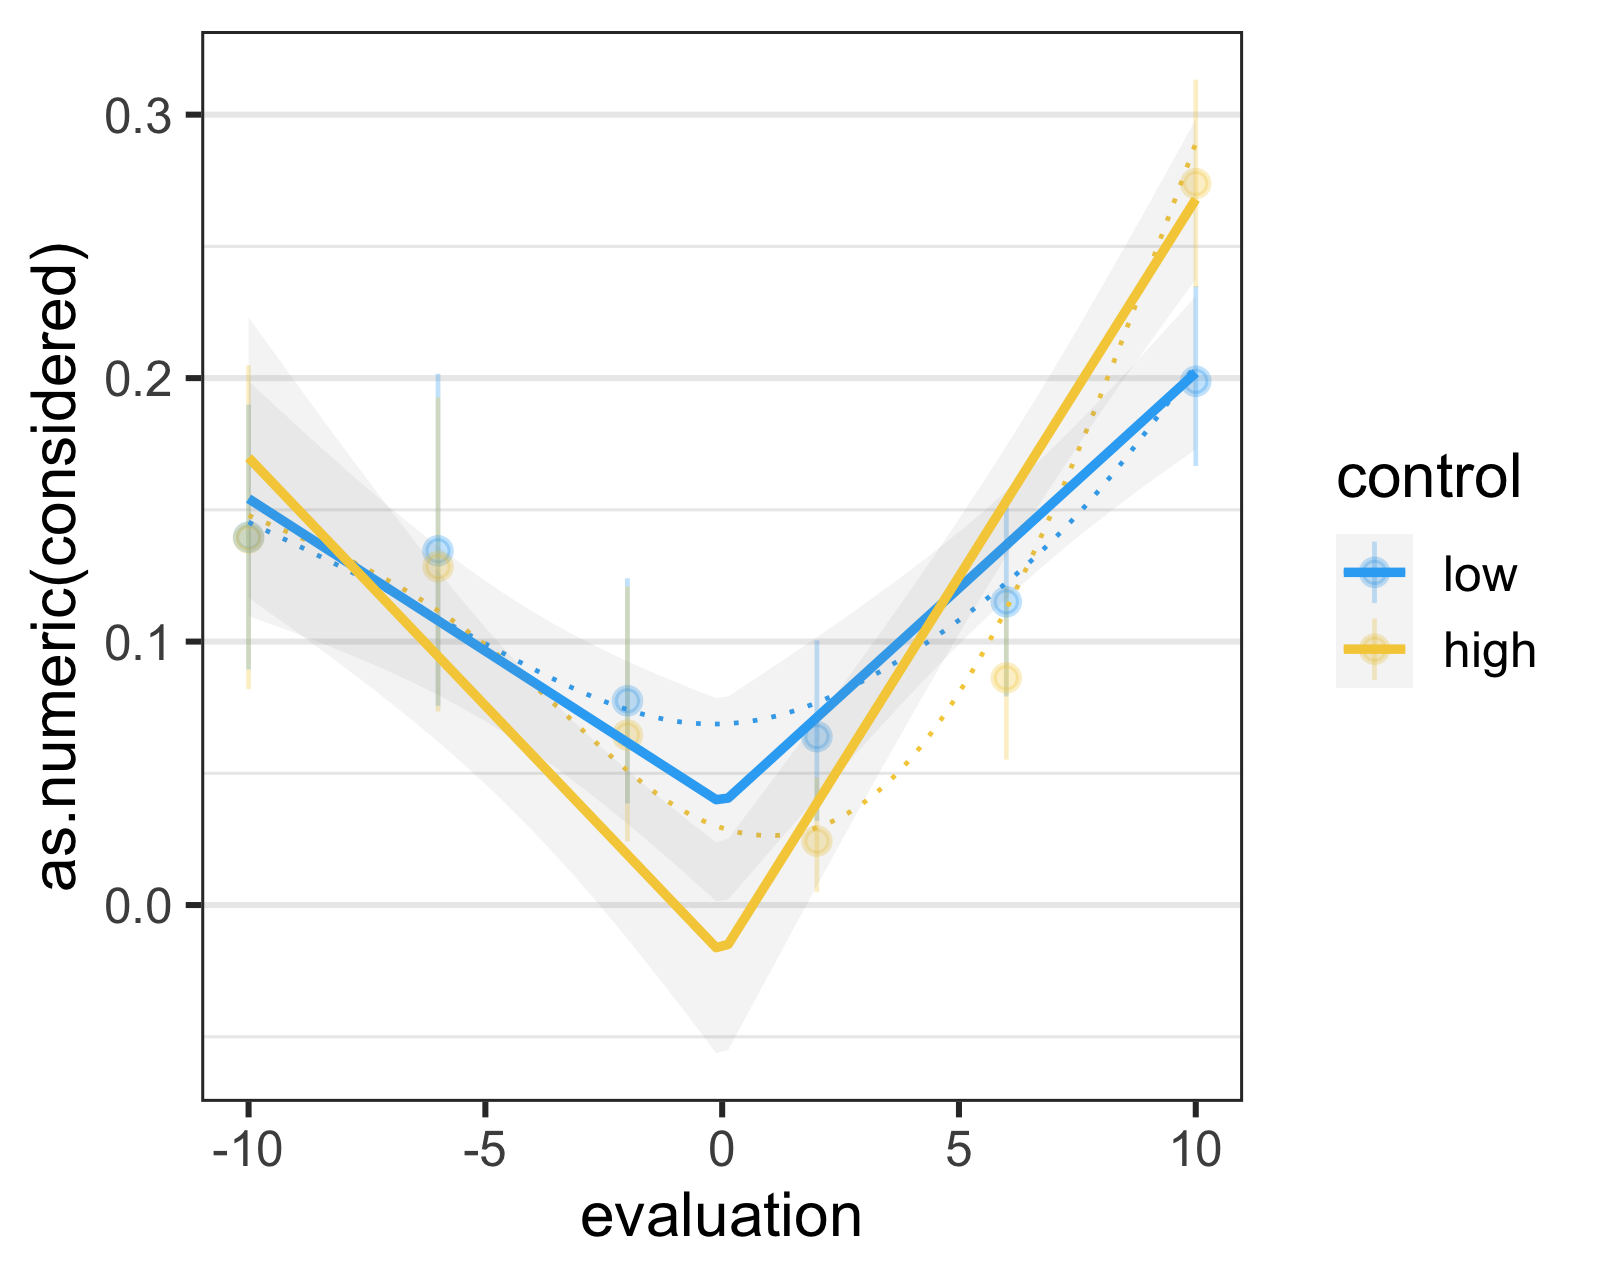 as.numeric(considered)
0.3
0.2
0.1
0.0
-10
-5
0
5
10
evaluation
control
low
high